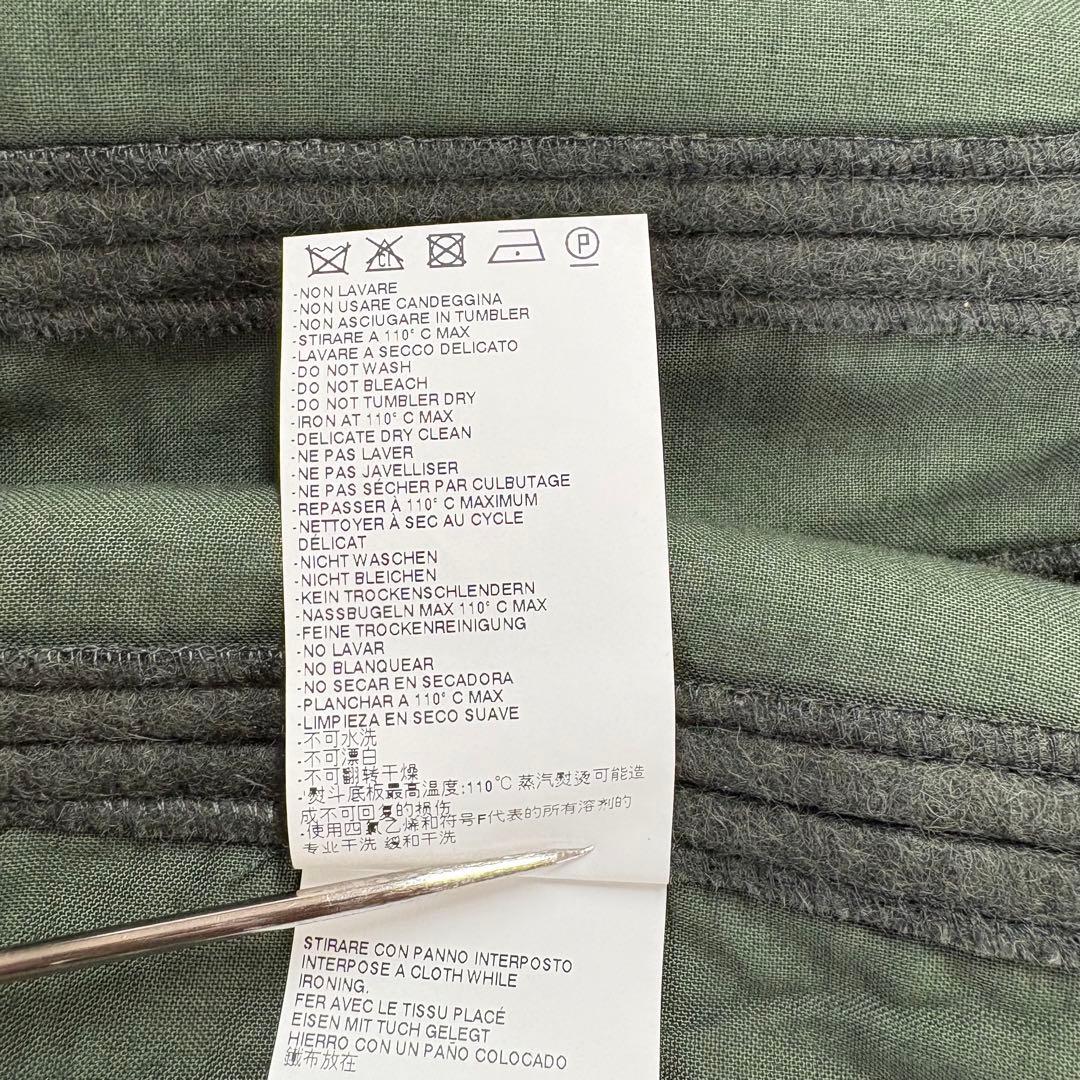 CL
P
-NON LAVARE
-NON USARE CANDEGGINA
-NON ASCIUGARE IN TUMBLER
-STIRARE A 110° C MAX
-LAVARE A SECCO DELICATO
-DO NOT WASH
-DO NOT BLEACH
-DO NOT TUMBLER DRY
-IRON AT 110° C MAX
-DELICATE DRY CLEAN
-NE PAS LAVER
-NE PAS JAVELLISER
-NE PAS SÉCHER PAR CULBUTAGE
-REPASSER À 110° C MAXIMUM
-NETTOYER À SEC AU CYCLE
DÉLICAT
-NICHT WASCHEN
-NICHT BLEICHEN
-KEIN TROCKENSCHLENDERN
-NASSBUGELN MAX 110° C MAX
-FEINE TROCKENREINIGUNG
-NO LAVAR
-NO BLANQUEAR
-NO SECAR EN SECADORA
-PLANCHAR A 110° C MAX
-LIMPIEZA EN SECO SUAVE
-不可水洗
-不可漂白
-不可翻转干燥
-熨斗底板最高温度:110℃ 蒸汽熨烫可能造
成不可回复的损伤
-使用四氯乙烯和符号F代表的所有溶剂的
专业干洗 缓和干洗
STIRARE CON PANNO INTERPOSTO
INTERPOSE A CLOTH WHILE
IRONING.
FER AVEC LE TISSU PLACÉ
EISEN MIT TUCH GELEGT
HIERRO CON UN PAÑO COLOCADO
鐵布放在